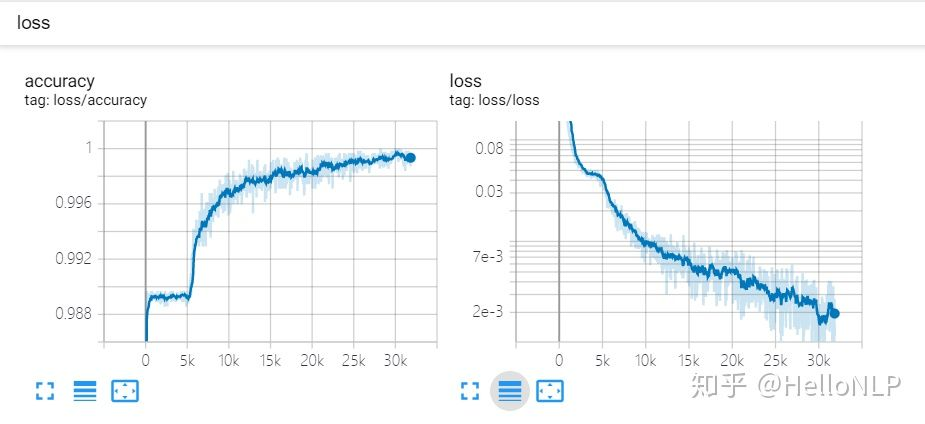 loss
accuracy
tag: loss/accuracy
1
0.996
0.992
0.988
0 5k 10k 15k 20k 25k 30k
loss
tag: loss/loss
0.08
0.03
7e-3
2e-3
0 5k 10k 15k 20k 25k 30k
知乎 @HelloNLP